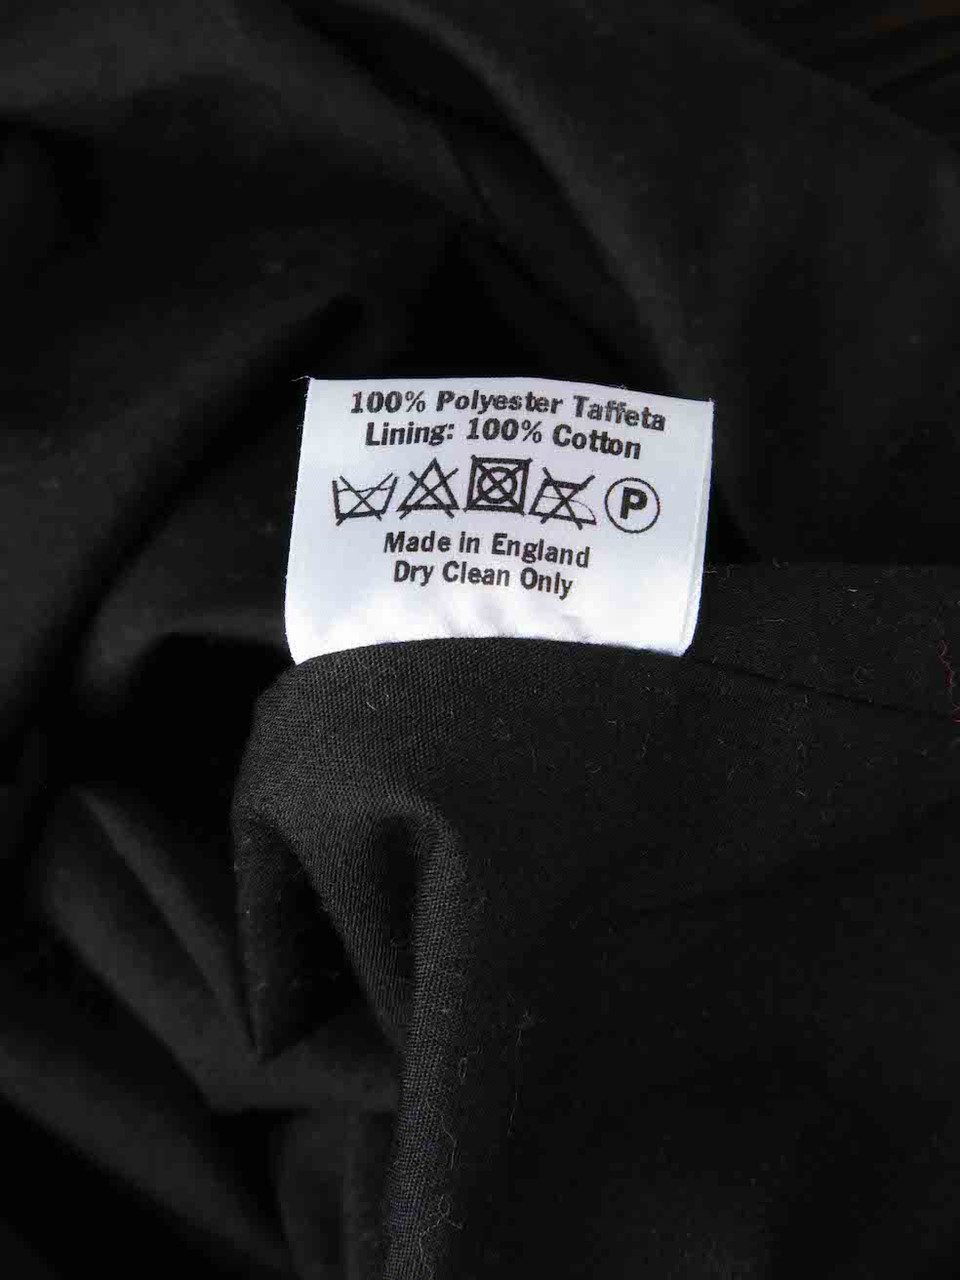 100% Polyester Taffeta
Lining: 100% Cotton
P
Made in England
Dry Clean Only